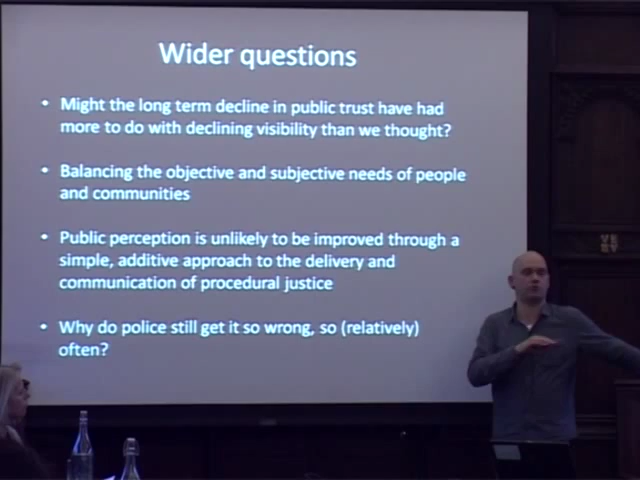 Wider questions
• Might the long term decline in public trust have had
more to do with declining visibility than we thought?
• Balancing the objective and subjective needs of people
and communities
• Public perception is unlikely to be improved through a
simple, additive approach to the delivery and
communication of procedural justice
• Why do police still get it so wrong, so (relatively)
often?